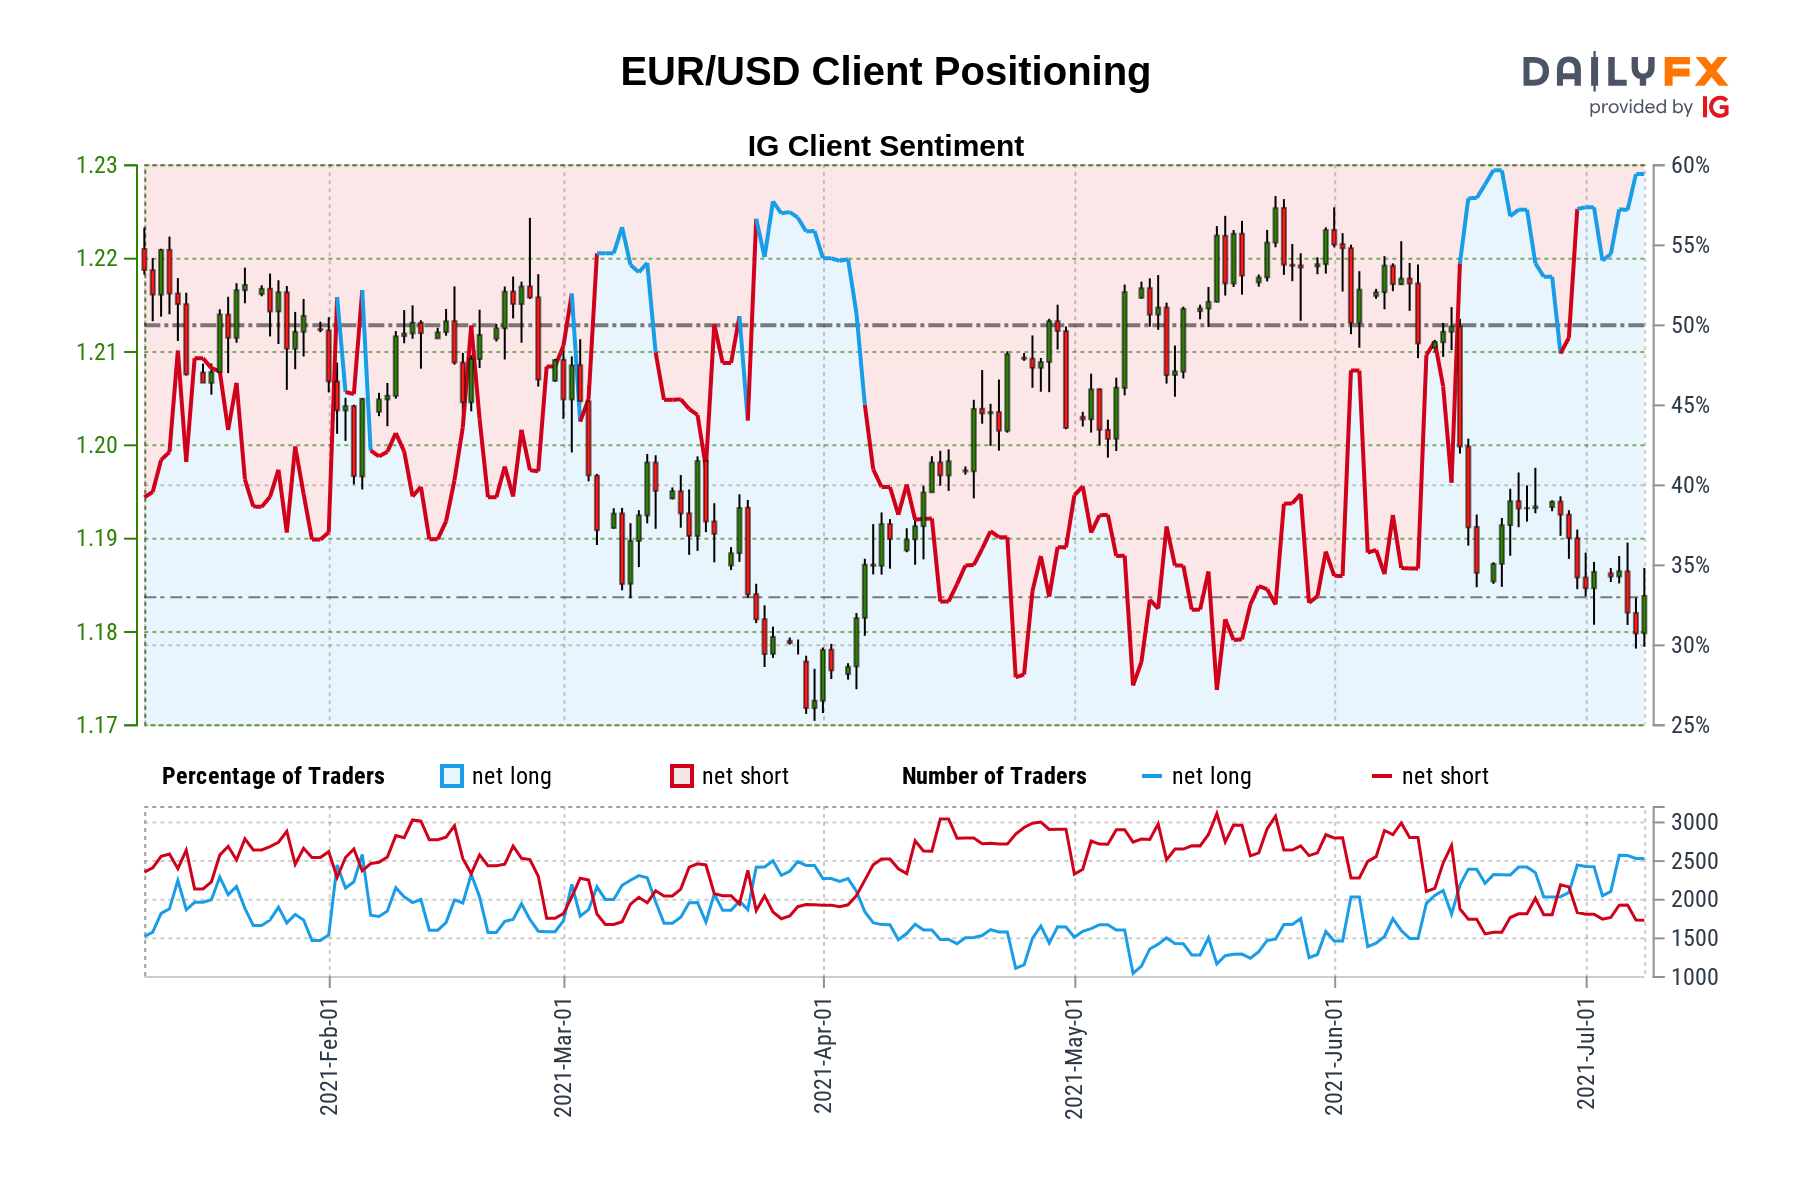 EUR/USD Client Positioning
DAILYFX
provided by IG
IG Client Sentiment
1.23
1.22
1.21
1.20
1.19
1.18
1.17
60%
55%
50%
45%
40%
35%
30%
25%
Percentage of Traders net long net short Number of Traders net long net short
3000
2500
2000
1500
1000
2021-Feb-01
2021-Mar-01
2021-Apr-01
2021-May-01
2021-Jun-01
2021-Jul-01